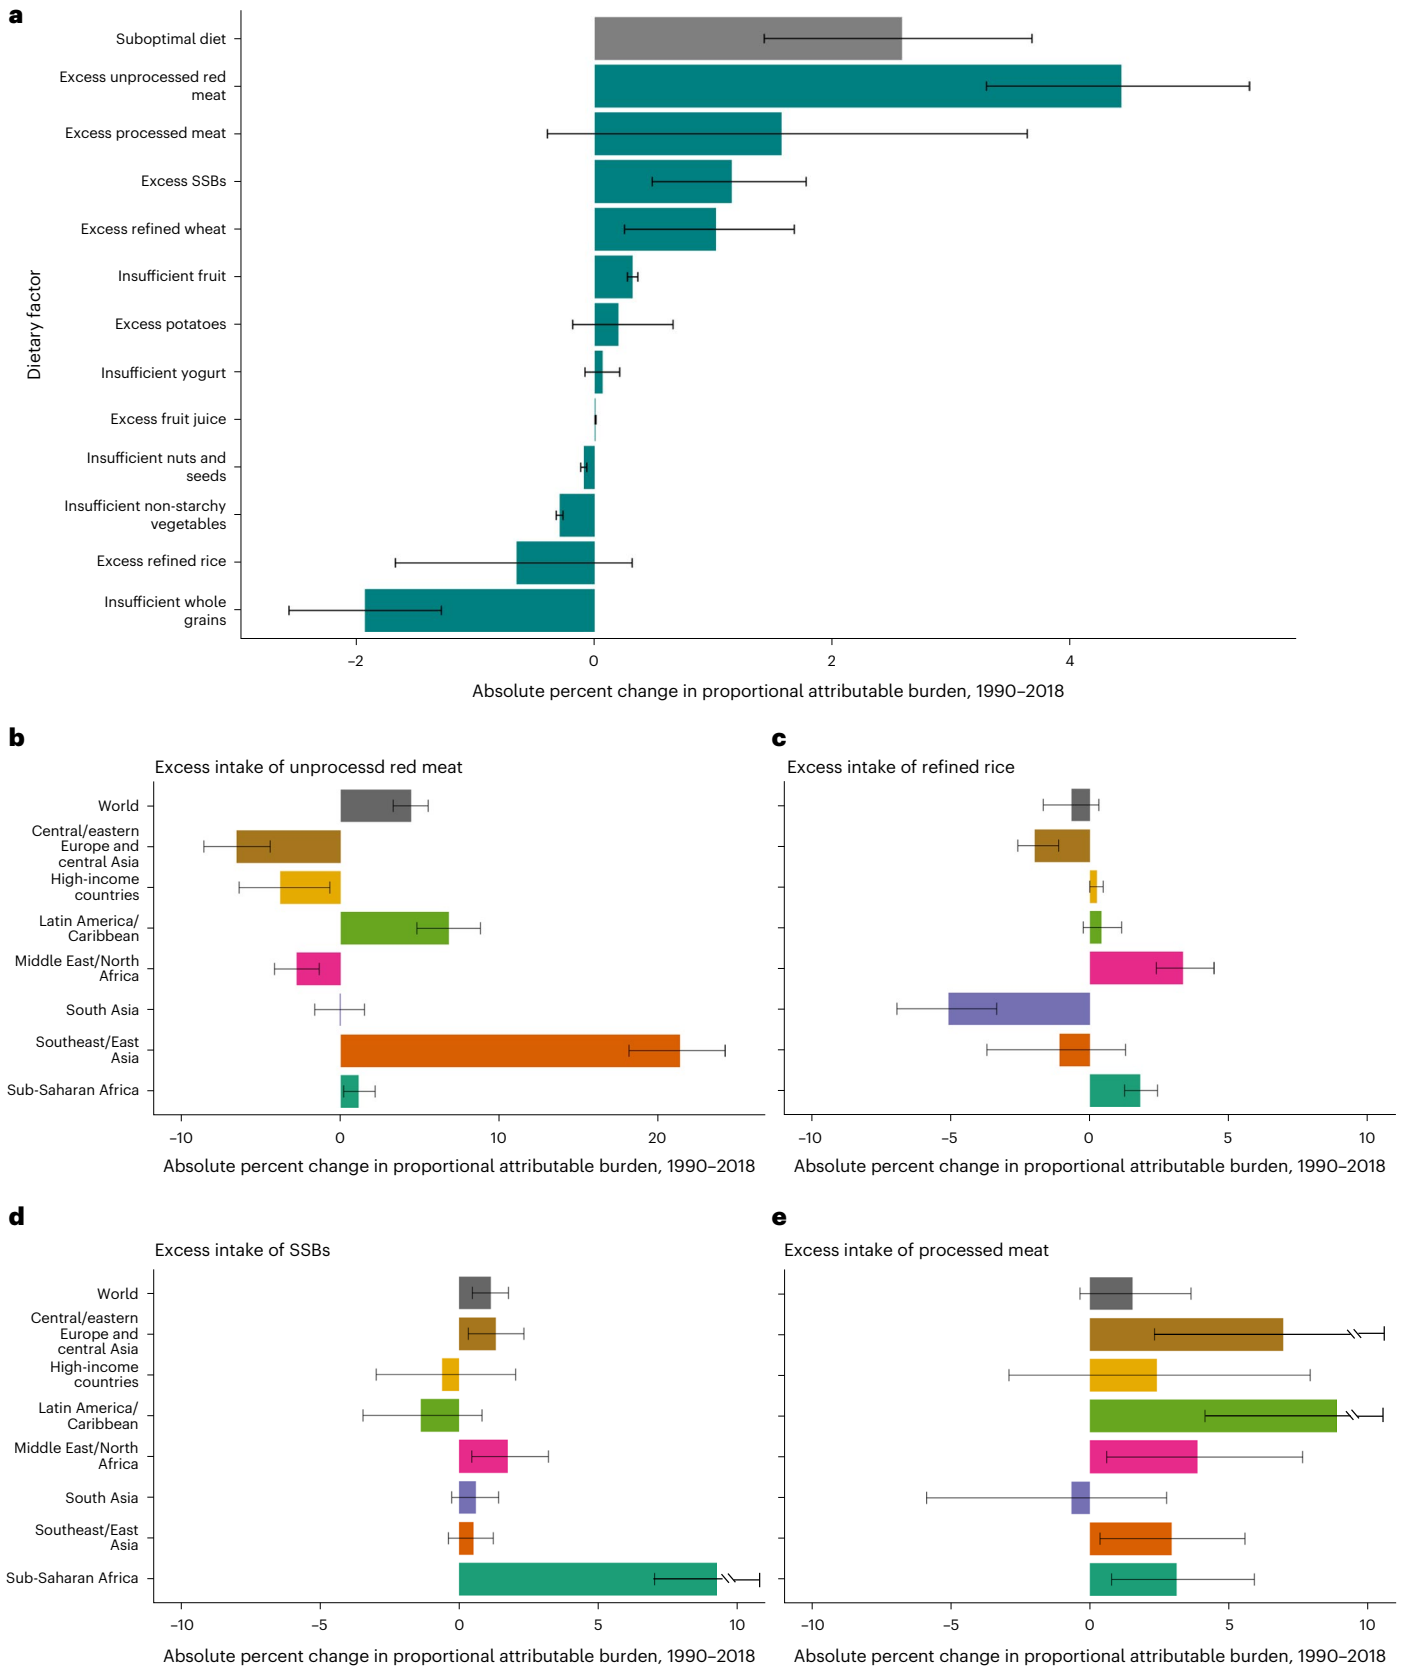 a
Suboptimal diet
Excess unprocessed red
meat
Excess processed meat
Excess SSBs
Excess refined wheat
Insufficient fruit
Excess potatoes
Insufficient yogurt
Excess fruit juice
Insufficient nuts and
seeds
Insufficient non-starchy
vegetables
Excess refined rice
Insufficient whole
grains
Dietary factor
–2 0 2 4
Absolute percent change in proportional attributable burden, 1990–2018
b
Excess intake of unprocessd red meat
World
Central/eastern
Europe and
central Asia
High-income
countries
Latin America/
Caribbean
Middle East/North
Africa
South Asia
Southeast/East
Asia
Sub-Saharan Africa
–10 0 10 20
Absolute percent change in proportional attributable burden, 1990–2018
c
Excess intake of refined rice
–10 –5 0 5 10
Absolute percent change in proportional attributable burden, 1990–2018
d
Excess intake of SSBs
World
Central/eastern
Europe and
central Asia
High-income
countries
Latin America/
Caribbean
Middle East/North
Africa
South Asia
Southeast/East
Asia
Sub-Saharan Africa
–10 –5 0 5 10
Absolute percent change in proportional attributable burden, 1990–2018
e
Excess intake of processed meat
–10 –5 0 5 10
Absolute percent change in proportional attributable burden, 1990–2018